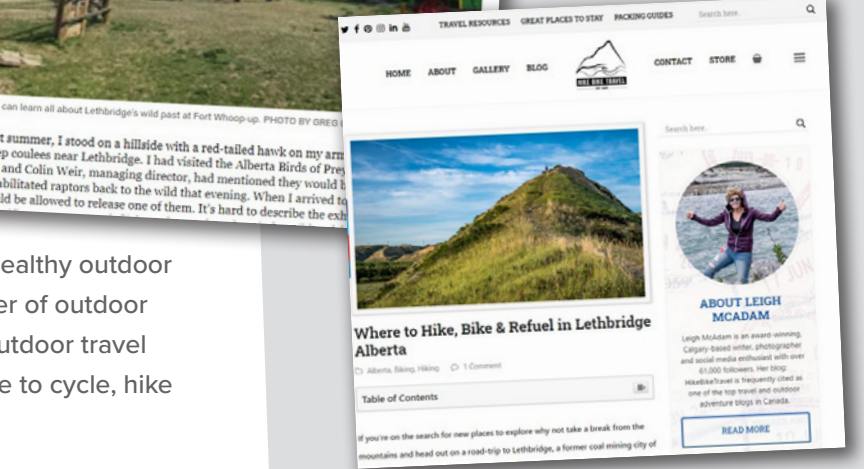 can learn all about Lethbridge's wild past at Fort Whoop-up. PHOTO BY GREG
t summer, I stood on a hillside with a red-tailed hawk on my arm
ep coulees near Lethbridge. I had visited the Alberta Birds of Prey
and Colin Weir, managing director, had mentioned they would b
abilitated raptors back to the wild that evening. When I arrived to
ld be allowed to release one of them. It's hard to describe the exh
ealthy outdoor
er of outdoor
utdoor travel
e to cycle, hike
TRAVEL RESOURCES GREAT PLACES TO STAY PACKING GUIDES Search here.
HOME ABOUT GALLERY BLOG HIKE BIKE TRAVEL CONTACT STORE
Where to Hike, Bike & Refuel in Lethbridge
Alberta
Alberta, Biking, Hiking 1 Comment
Table of Contents
If you're on the search for new places to explore why not take a break from the
mountains and head out on a road-trip to Lethbridge, a former coal mining city of
Search here.
ABOUT LEIGH
MCADAM
Leigh McAdam is an award-winning,
Calgary-based writer, photographer
and social media enthusiast with over
61,000 followers. Her blog:
HikeBikeTravel is frequently cited as
one of the top travel and outdoor
adventure blogs in Canada.
READ MORE